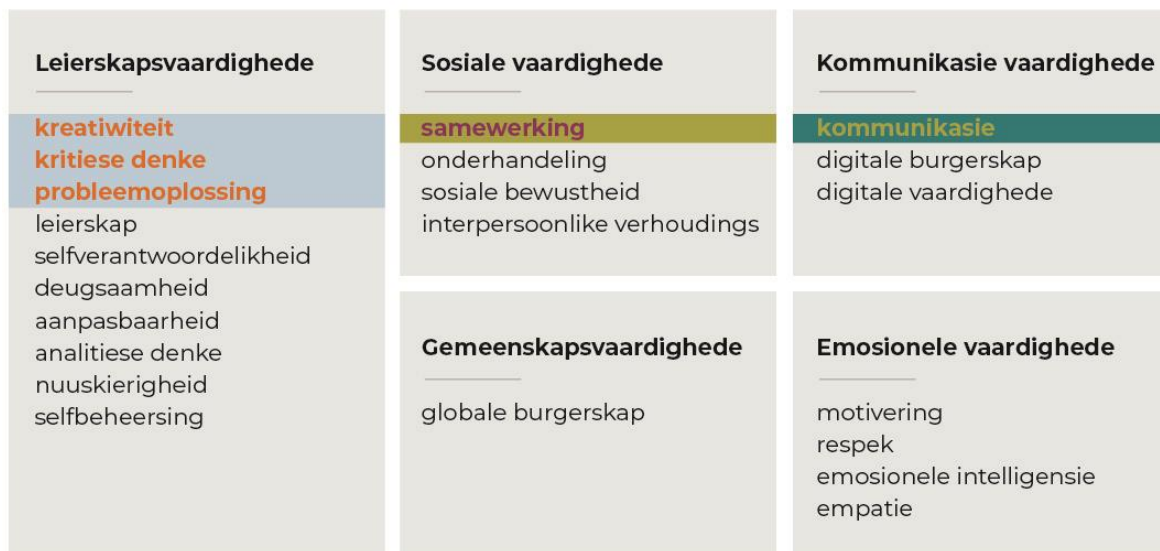 Leierskapsvaardighede
kreatiwiteit
kritiese denke
probleemoplossing
leierskap
selfverantwoordelikheid
deugsaamheid
aanpasbaarheid
analitiese denke
nuuskierigheid
selfbeheersing
Sosiale vaardighede
samewerking
onderhandeling
sosiale bewustheid
interpersoonlike verhoudings
Kommunikasie vaardighede
kommunikasie
digitale burgerskap
digitale vaardighede
Gemeenskapsvaardighede
globale burgerskap
Emosionele vaardighede
motivering
respek
emosionele intelligensie
empatie